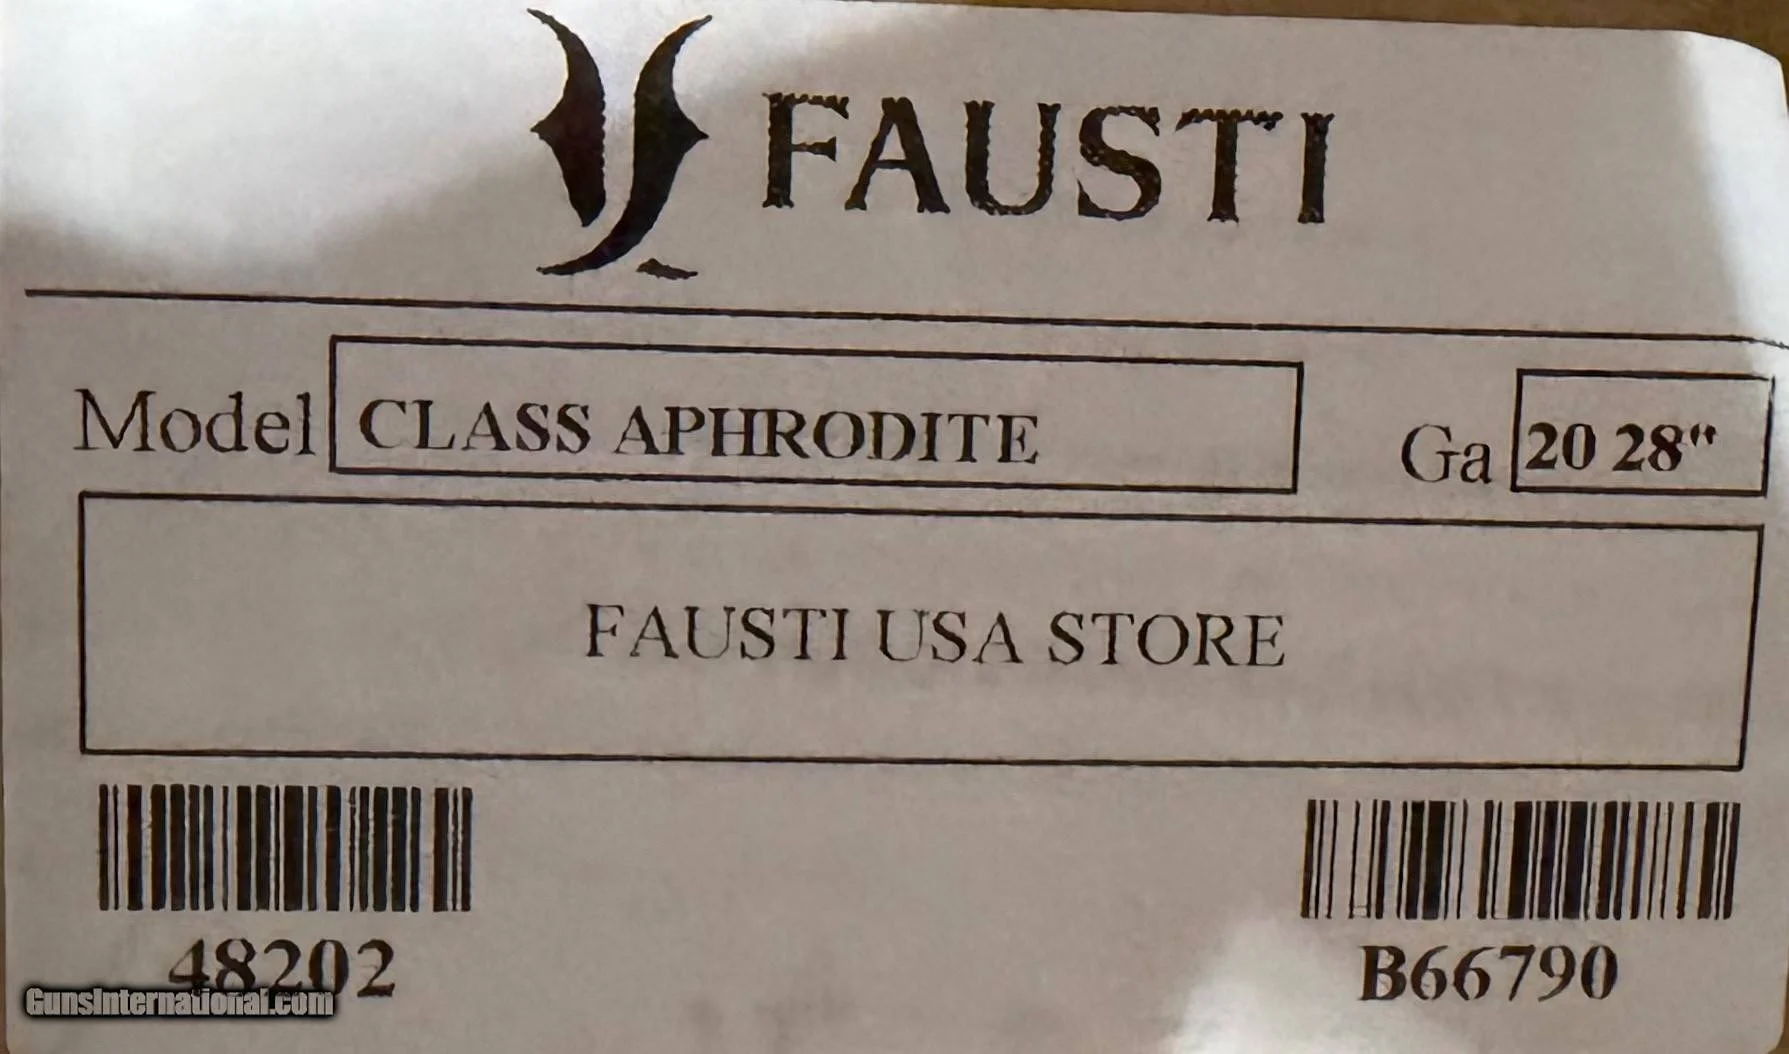 FAUSTI
Model CLASS APHRODITE Ga 20 28"
FAUSTI USA STORE
48202 B66790
GunsInternational.com